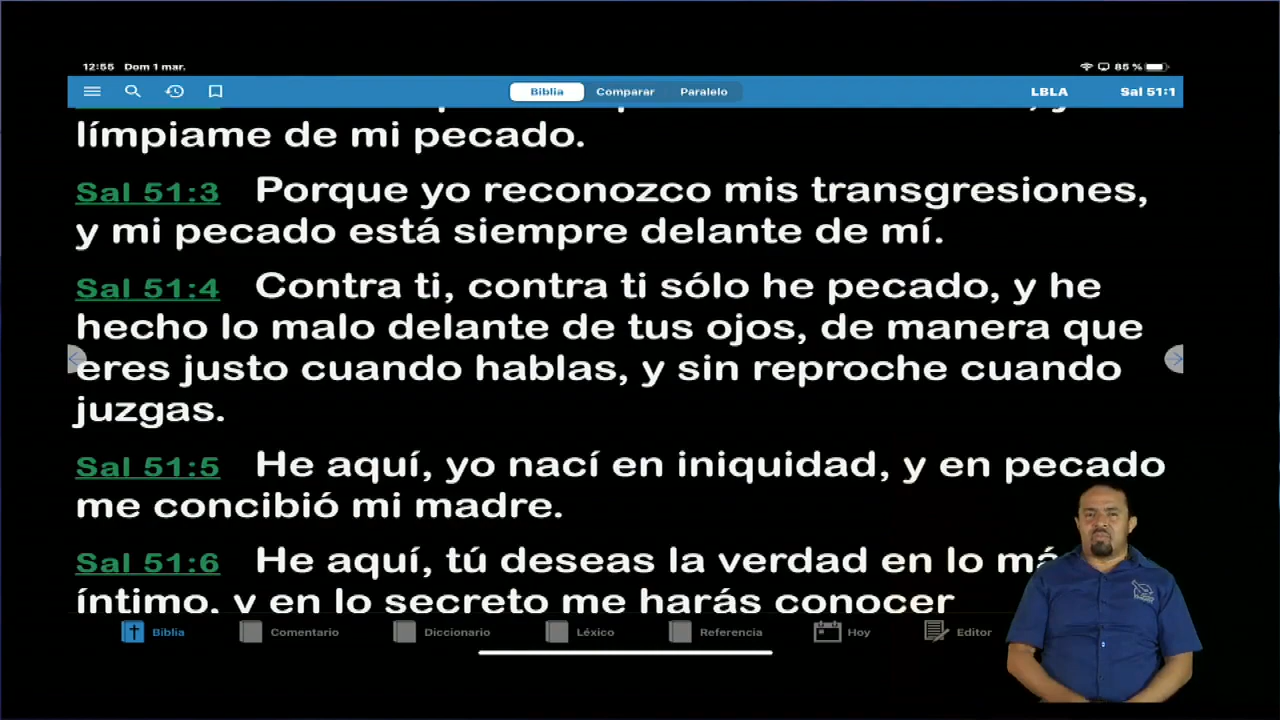 12:55 Dom 1 mar.
85 %
Biblia Comparar Paralelo LBLA Sal 51:1
límpiame de mi pecado.
Sal 51:3 Porque yo reconozco mis transgresiones,
y mi pecado está siempre delante de mí.
Sal 51:4 Contra ti, contra ti sólo he pecado, y he
hecho lo malo delante de tus ojos, de manera que
eres justo cuando hablas, y sin reproche cuando
juzgas.
Sal 51:5 He aquí, yo nací en iniquidad, y en pecado
me concibió mi madre.
Sal 51:6 He aquí, tú deseas la verdad en lo má
íntimo, y en lo secreto me harás conocer
Biblia Comentario Diccionario Léxico Referencia Hoy Editor